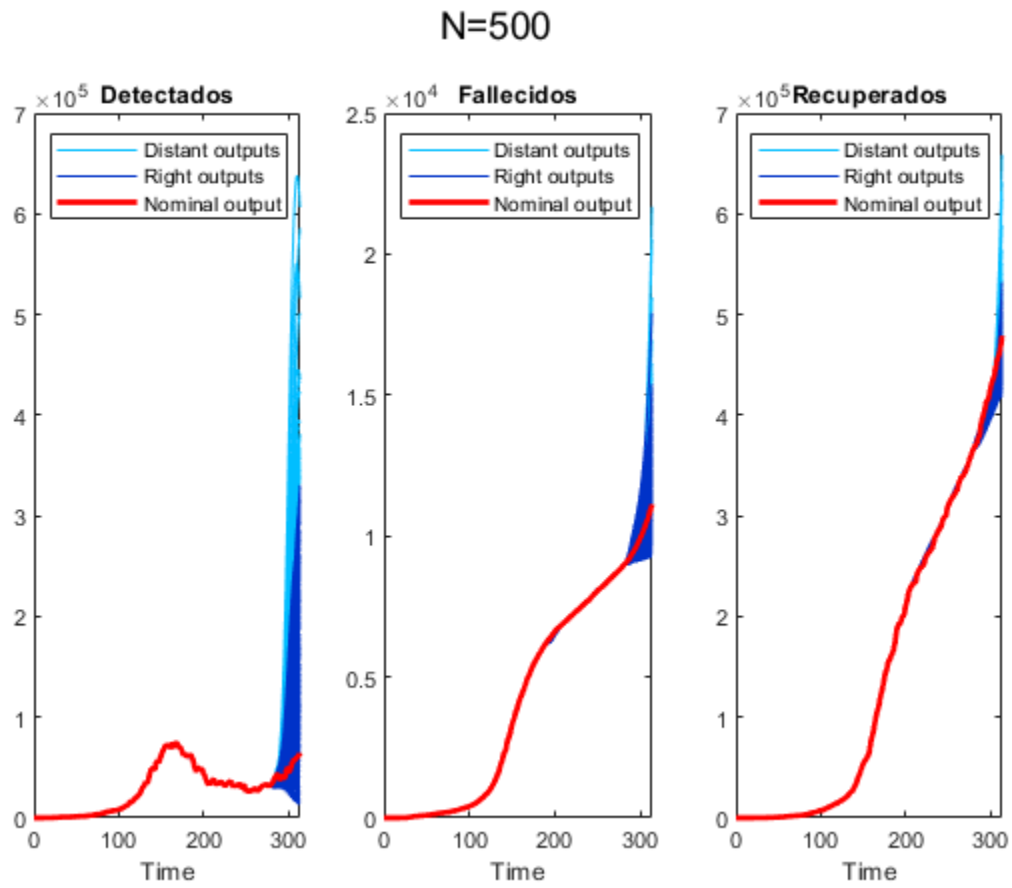 N=500
×10^5 Detectados
7
6
5
4
3
2
1
0
0 100 200 300
Time
Distant outputs
Right outputs
Nominal output
×10^4 Fallecidos
2.5
2
1.5
1
0.5
0
0 100 200 300
Time
Distant outputs
Right outputs
Nominal output
×10^5 Recuperados
7
6
5
4
3
2
1
0
0 100 200 300
Time
Distant outputs
Right outputs
Nominal output